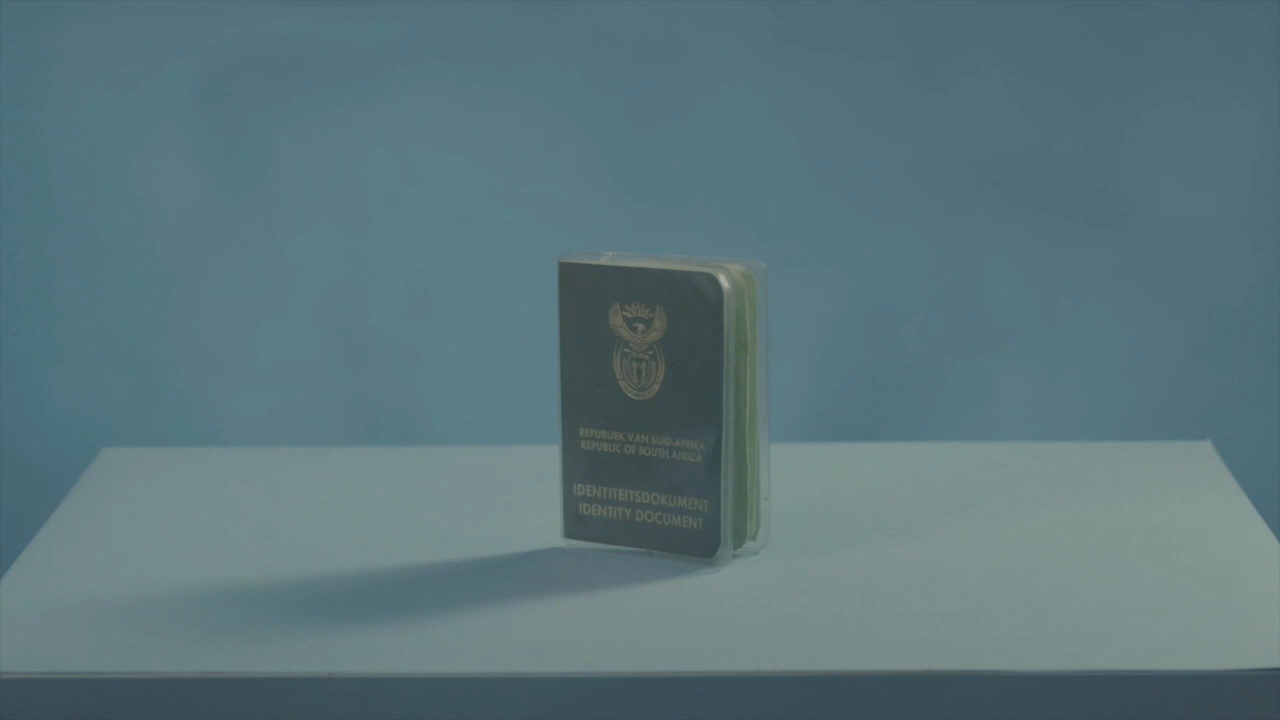 REPUBLIEK VAN SUID-AFRIKA
REPUBLIC OF SOUTH AFRICA
IDENTITEITSDOKUMENT
IDENTITY DOCUMENT